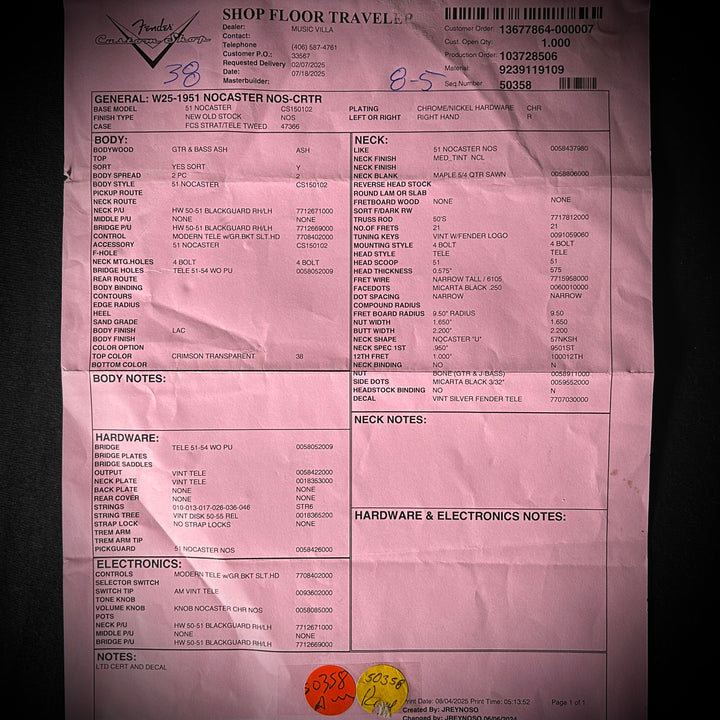 Fender
Custom Shop
SHOP FLOOR TRAVELER
Dealer: MUSIC VILLA
Contact:
Telephone (406) 587-4761
Customer P.O.: 33567
Requested Delivery 02/07/2025
Date: 07/18/2025
Masterbuilder:
Customer Order: 13677864-000007
Cust. Open Qty: 1.000
Production Order: 103728506
Material: 9239119109
Seq.Number 50358
38
8-5
GENERAL: W25-1951 NOCASTER NOS-CRTR
BASE MODEL 51 NOCASTER CS150102 PLATING CHROME/NICKEL HARDWARE CHR
FINISH TYPE NEW OLD STOCK NOS LEFT OR RIGHT RIGHT HAND R
CASE FCS STRAT/TELE TWEED 47366
BODY:
BODYWOOD GTR & BASS ASH ASH
TOP
SORT YES SORT Y
BODY SPREAD 2 PC 2
BODY STYLE 51 NOCASTER CS150102
PICKUP ROUTE
NECK ROUTE
NECK P/U HW 50-51 BLACKGUARD RH/LH 7712671000
MIDDLE P/U NONE NONE
BRIDGE P/U HW 50-51 BLACKGUARD RH/LH 7712669000
CONTROL MODERN TELE w/GR.BKT SLT.HD 7708402000
ACCESSORY 51 NOCASTER CS150102
F-HOLE
NECK MTG.HOLES 4 BOLT 4 BOLT
BRIDGE HOLES TELE 51-54 WO PU 0058052009
REAR ROUTE
BODY BINDING
CONTOURS
EDGE RADIUS
HEEL
SAND GRADE
BODY FINISH LAC
BODY FINISH
COLOR OPTION
TOP COLOR CRIMSON TRANSPARENT 38
BOTTOM COLOR
NECK:
LIKE 51 NOCASTER NOS 0058437980
NECK FINISH MED_TINT NCL
NECK FINISH
NECK BLANK MAPLE 5/4 QTR SAWN 0058806000
REVERSE HEAD STOCK
ROUND LAM OR SLAB
FRETBOARD WOOD NONE NONE
SORT F/DARK RW
TRUSS ROD 50'S 7717812000
NO.OF FRETS 21 21
TUNING KEYS VINT W/FENDER LOGO 0091059060
MOUNTING STYLE 4 BOLT 4 BOLT
HEAD STYLE TELE TELE
HEAD SCOOP 51 51
HEAD THICKNESS 0.575" 575
FRET WIRE NARROW TALL / 6105 7715958000
FACEDOTS MICARTA BLACK .250 0060010000
DOT SPACING NARROW NARROW
COMPOUND RADIUS
FRET BOARD RADIUS 9.50" RADIUS 9.50
NUT WIDTH 1.650" 1.650
BUTT WIDTH 2.200" 2.200
NECK SHAPE NOCASTER "U" 57NKSH
NECK SPEC 1ST .950" 9501ST
12TH FRET 1.000" 100012TH
NECK BINDING NO N
NUT BONE (GTR & J-BASS) 0058911000
SIDE DOTS MICARTA BLACK 3/32" 0059552000
HEADSTOCK BINDING NO N
DECAL VINT SILVER FENDER TELE 7707030000
BODY NOTES:
NECK NOTES:
HARDWARE:
BRIDGE TELE 51-54 WO PU 0058052009
BRIDGE PLATES
BRIDGE SADDLES
OUTPUT VINT TELE 0058422000
NECK PLATE VINT TELE 0018353000
BACK PLATE NONE NONE
REAR COVER NONE NONE
STRINGS 010-013-017-026-036-046 STR6
STRING TREE VINT DISK 50-55 REL 0018365200
STRAP LOCK NO STRAP LOCKS NONE
TREM ARM
TREM ARM TIP
PICKGUARD 51 NOCASTER NOS 0058426000
HARDWARE & ELECTRONICS NOTES:
ELECTRONICS:
CONTROLS MODERN TELE w/GR.BKT SLT.HD 7708402000
SELECTOR SWITCH
SWITCH TIP AM VINT TELE 0093602000
TONE KNOB
VOLUME KNOB KNOB NOCASTER CHR NOS 0058085000
POTS
NECK P/U HW 50-51 BLACKGUARD RH/LH 7712671000
MIDDLE P/U NONE NONE
BRIDGE P/U HW 50-51 BLACKGUARD RH/LH 7712669000
NOTES:
LTD CERT AND DECAL
50358
50358
Print Date: 08/04/2025 Print Time: 05:13:52 Page 1 of 1
Created By: JREYNOSO
Changed by: JREYNOSO